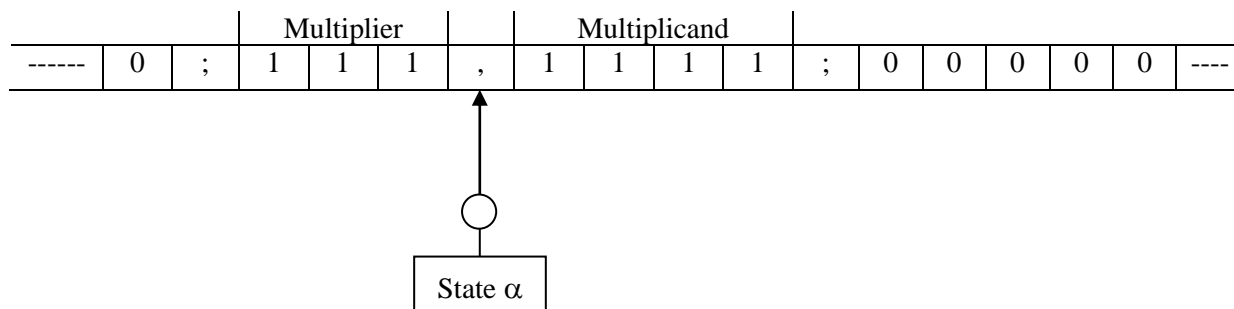 Multiplier Multiplicand
------ 0 ; 1 1 1 , 1 1 1 1 ; 0 0 0 0 0 ----
State α